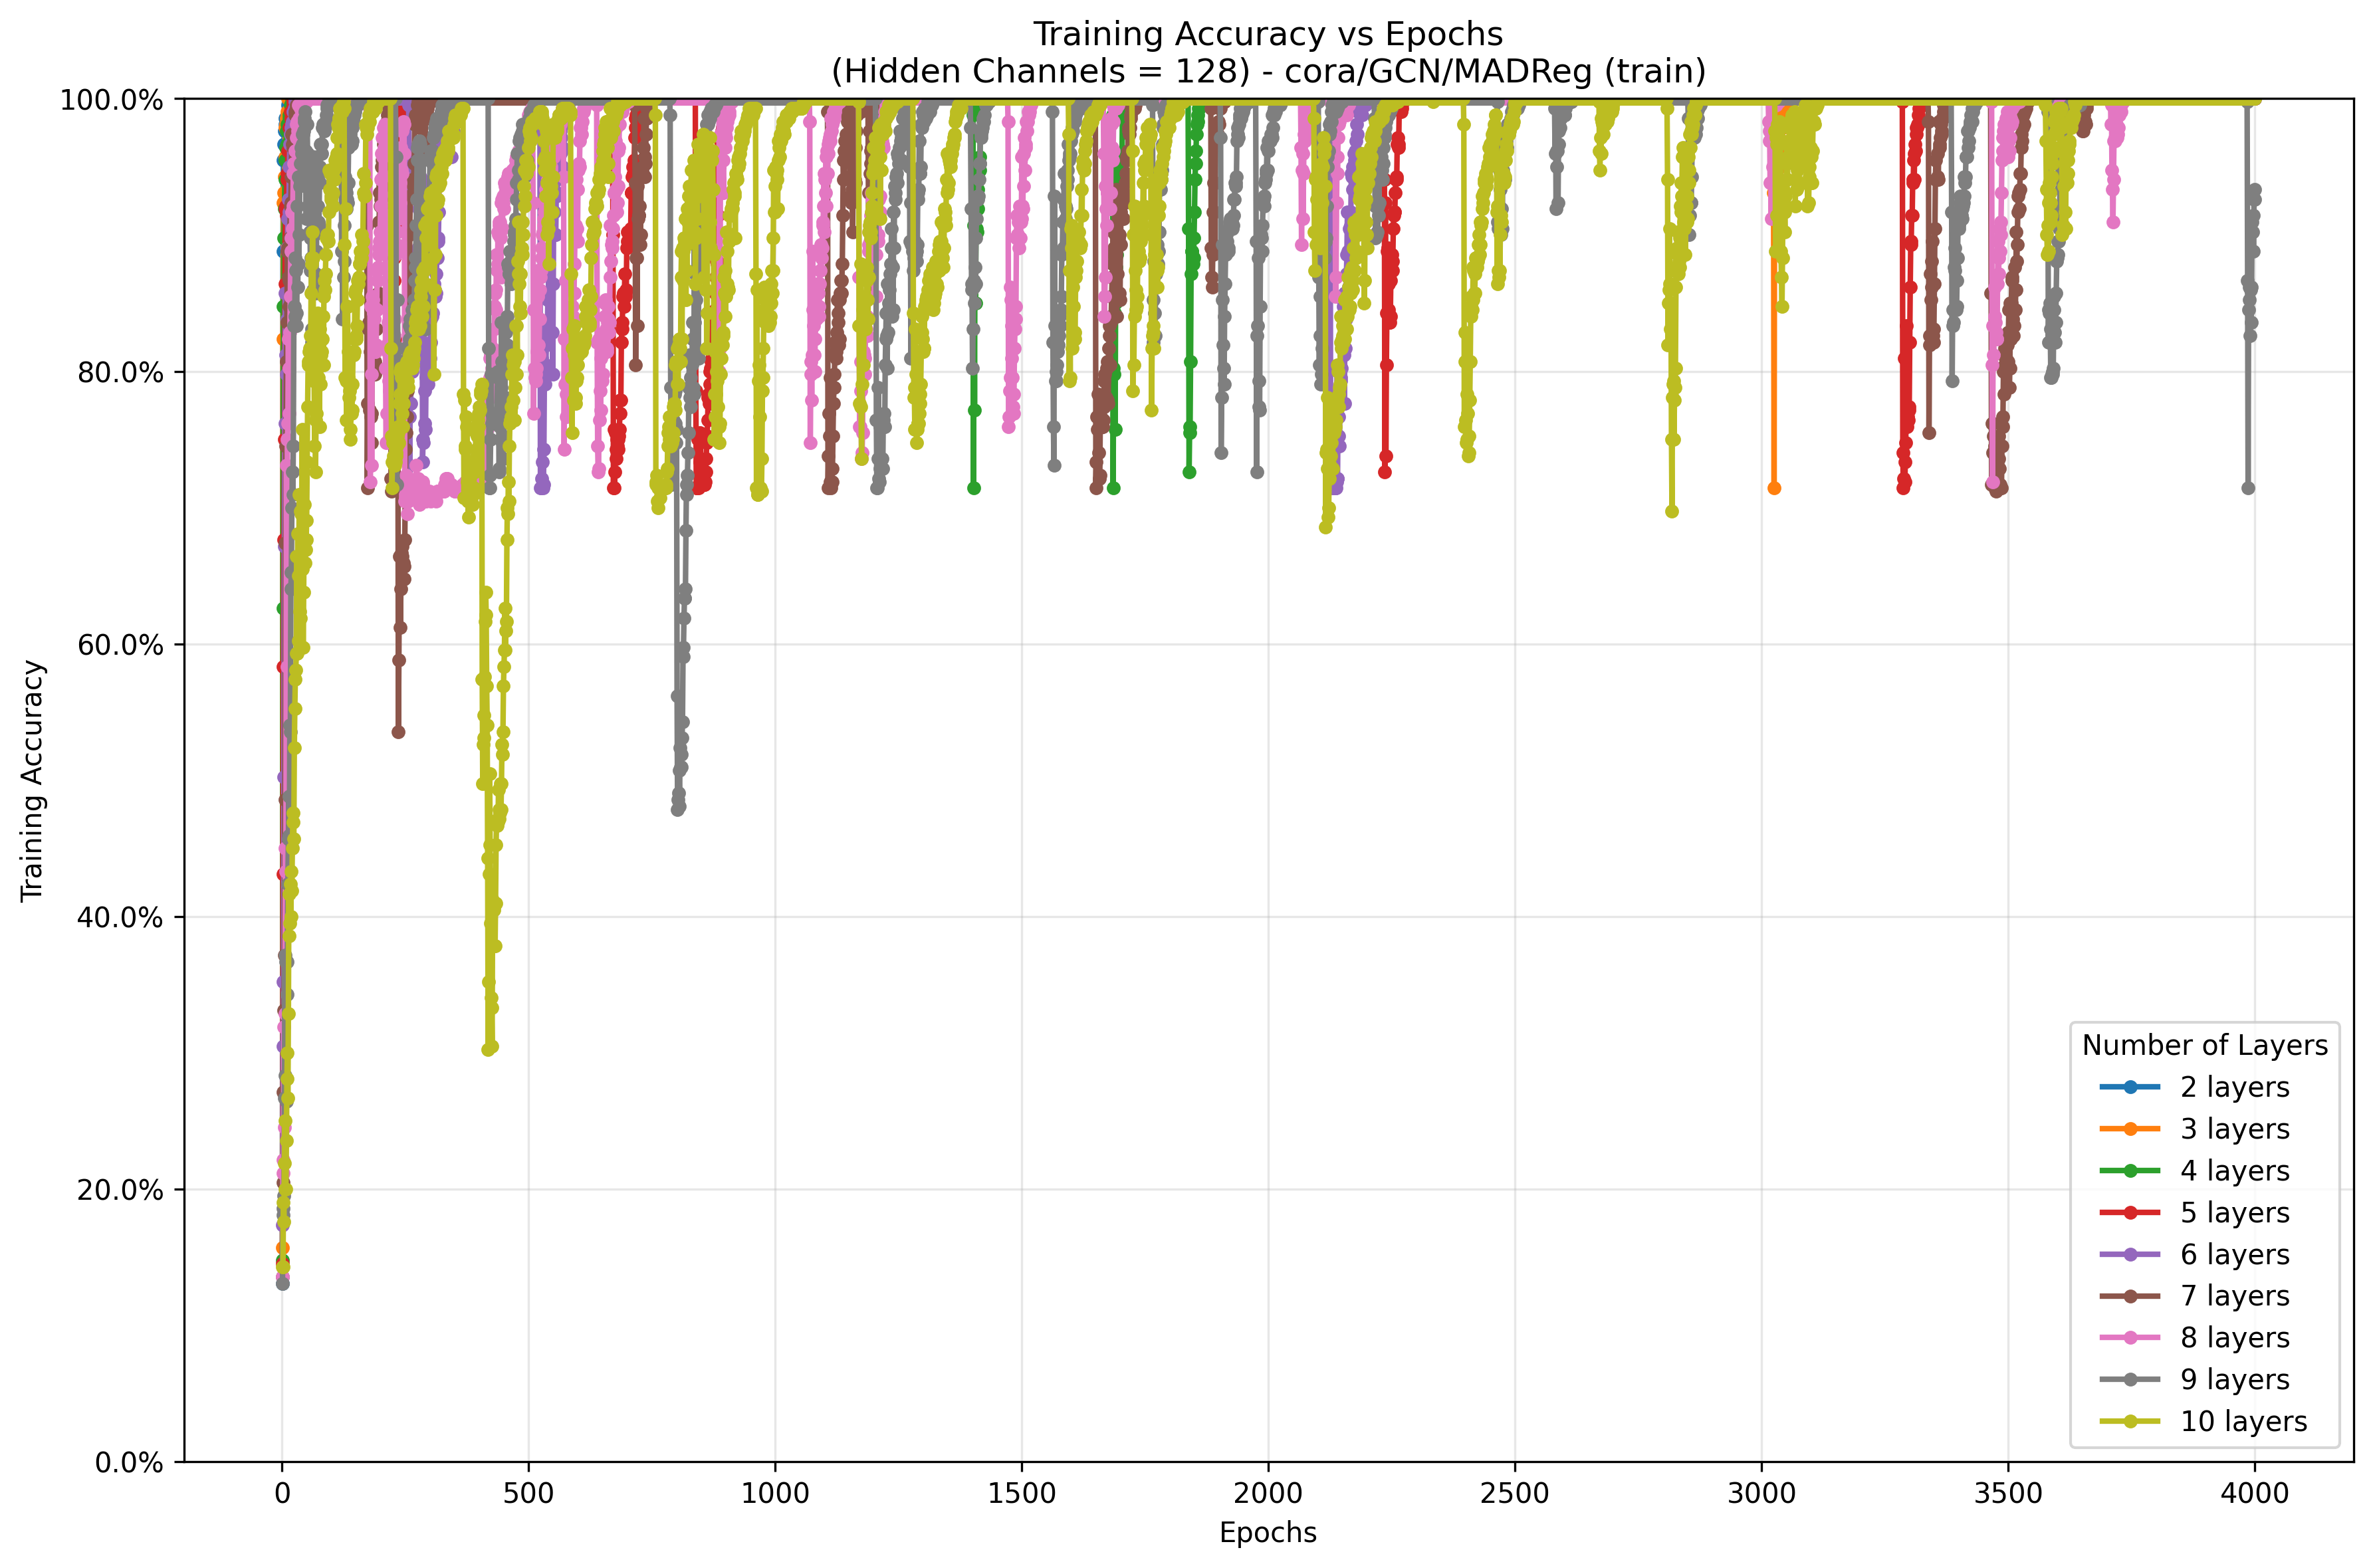 Training Accuracy vs Epochs
(Hidden Channels = 128) - cora/GCN/MADReg (train)
100.0%
80.0%
60.0%
40.0%
20.0%
0.0%
Training Accuracy
0
500
1000
1500
2000
2500
3000
3500
4000
Epochs
Number of Layers
2 layers
3 layers
4 layers
5 layers
6 layers
7 layers
8 layers
9 layers
10 layers